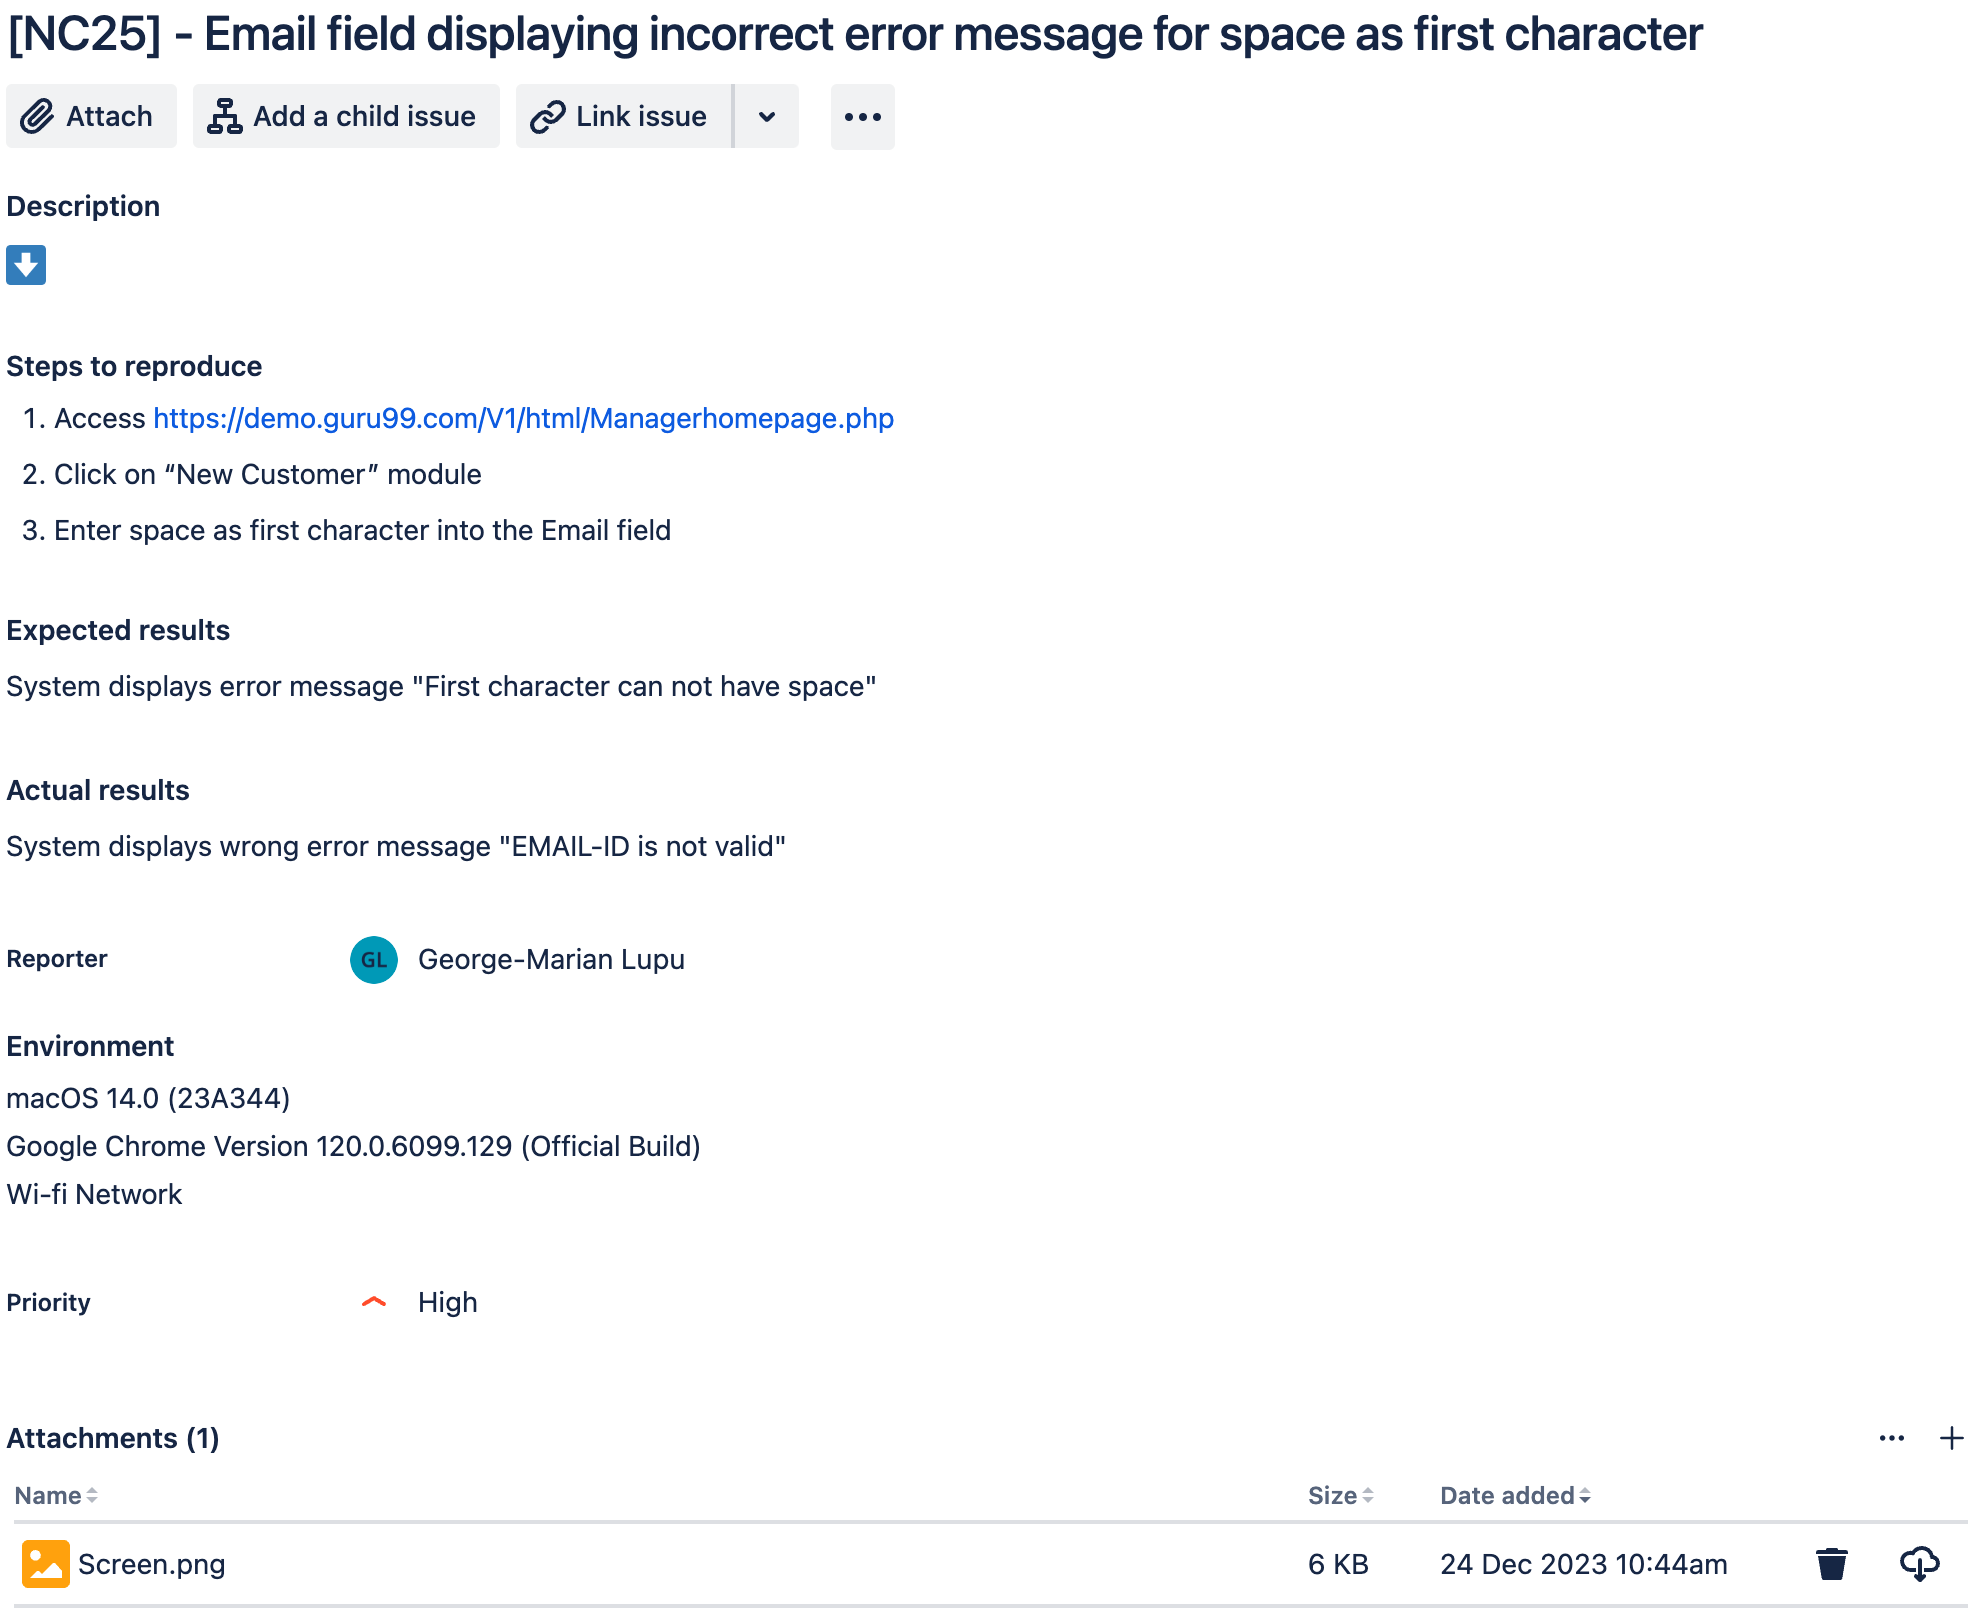 [NC25] - Email field displaying incorrect error message for space as first character
Attach
Add a child issue
Link issue
Description
Steps to reproduce
1. Access https://demo.guru99.com/V1/html/Managerhomepage.php
2. Click on “New Customer” module
3. Enter space as first character into the Email field
Expected results
System displays error message "First character can not have space"
Actual results
System displays wrong error message "EMAIL-ID is not valid"
Reporter GL George-Marian Lupu
Environment
macOS 14.0 (23A344)
Google Chrome Version 120.0.6099.129 (Official Build)
Wi-fi Network
Priority High
Attachments (1)
Name Size Date added
Screen.png 6 KB 24 Dec 2023 10:44am